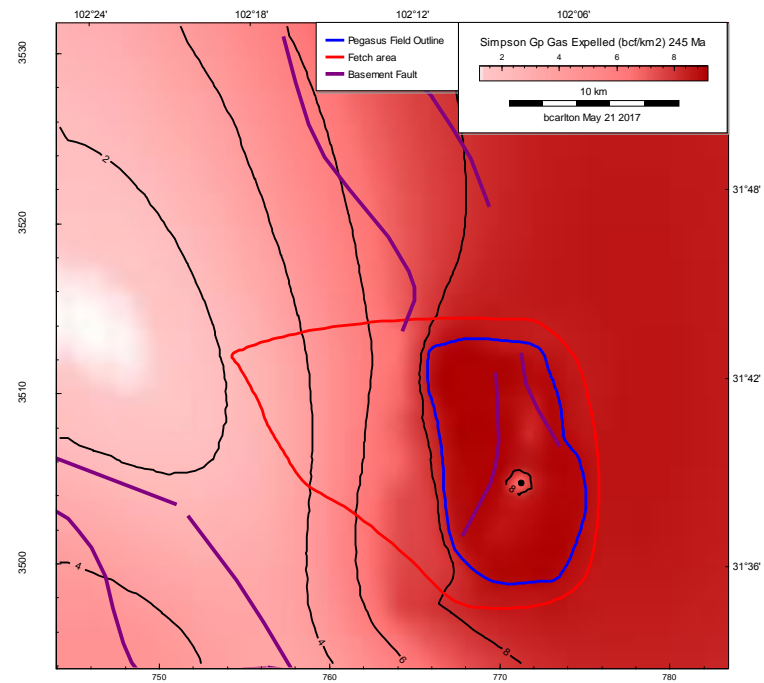 102°24' 102°18' 102°12' 102°06'
Pegasus Field Outline
Fetch area
Basement Fault
Simpson Gp Gas Expelled (bcf/km2) 245 Ma
2 4 6 8
10 km
bcarlton May 21 2017
3530
3520
3510
3500
31°48'
31°42'
31°36'
2
8
4
4
6
8
750 760 770 780